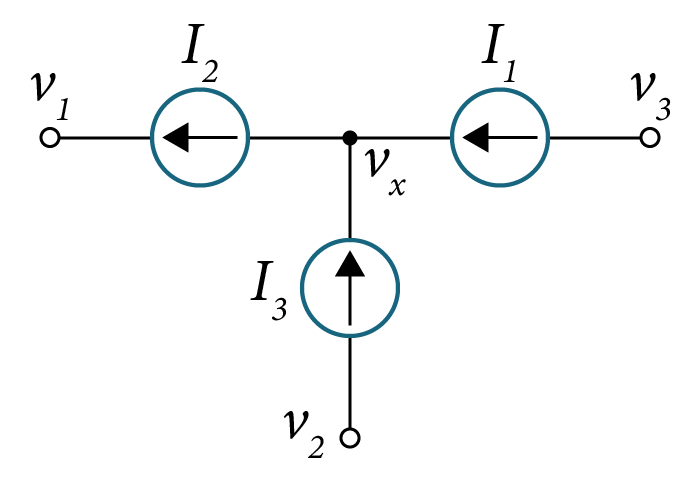 I₂
I₁
v₁
v₃
vₓ
I₃
v₂